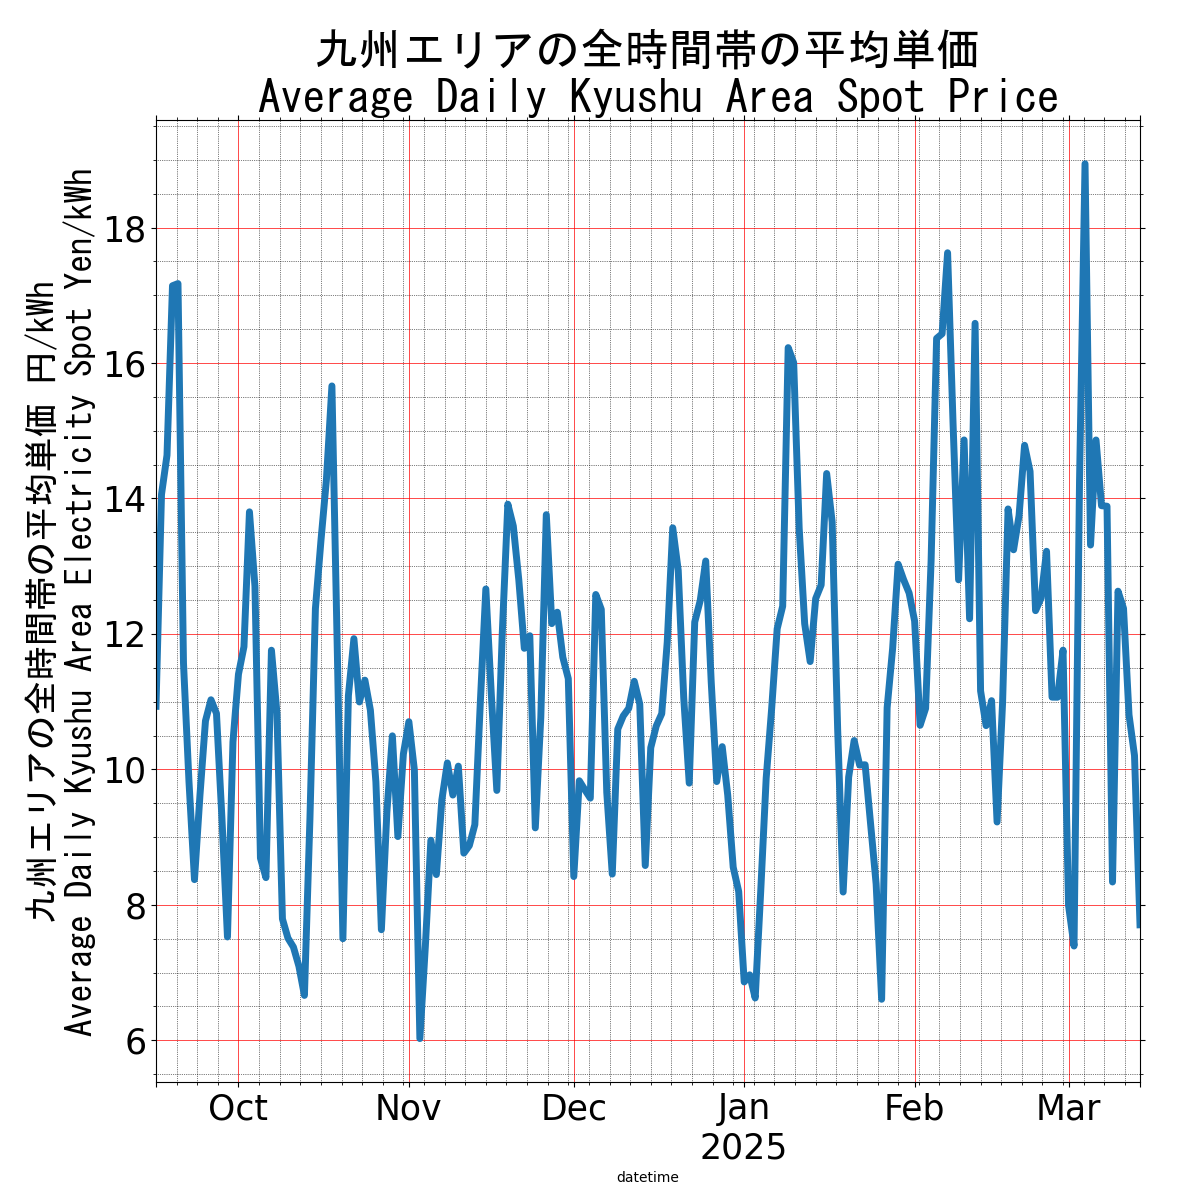 九州エリアの全時間帯の平均単価
Average Daily Kyushu Area Spot Price
九州エリアの全時間帯の平均単価 円/kWh
Average Daily Kyushu Area Electricity Spot Yen/kWh
18
16
14
12
10
8
6
Oct
Nov
Dec
Jan
2025
Feb
Mar
datetime